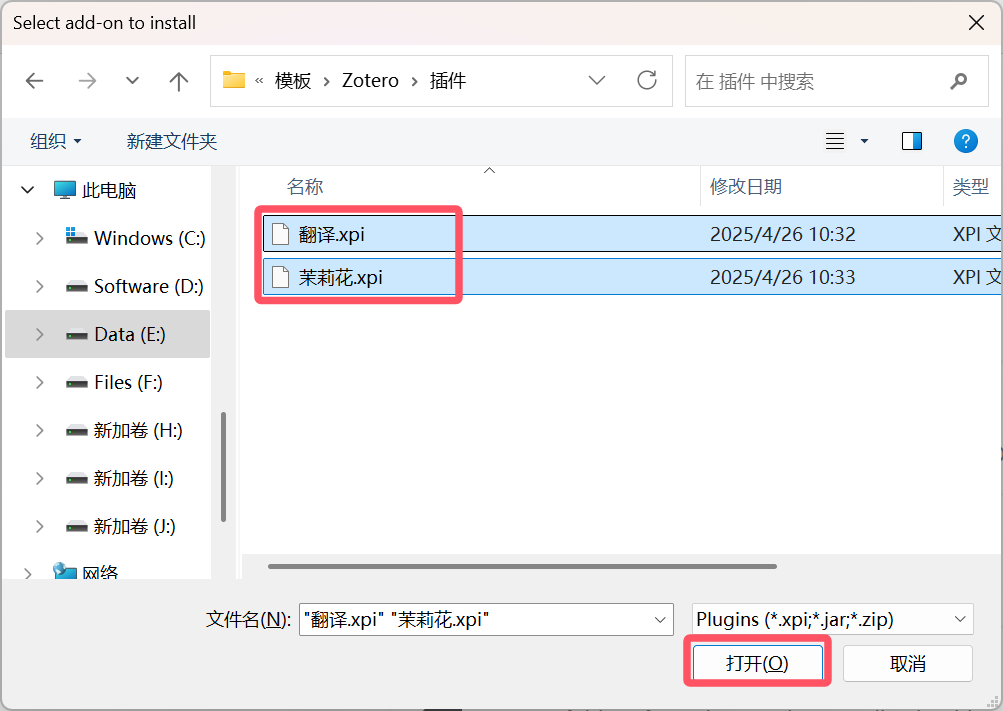 Select add-on to install
« 模板 › Zotero › 插件
在 插件 中搜索
组织 新建文件夹
?
此电脑
Windows (C:)
Software (D:)
Data (E:)
Files (F:)
新加卷 (H:)
新加卷 (I:)
新加卷 (J:)
网络
名称 修改日期 类型
翻译.xpi 2025/4/26 10:32 XPI 文
茉莉花.xpi 2025/4/26 10:33 XPI 文
文件名(N): "翻译.xpi" "茉莉花.xpi" Plugins (*.xpi;*.jar;*.zip)
打开(O) 取消